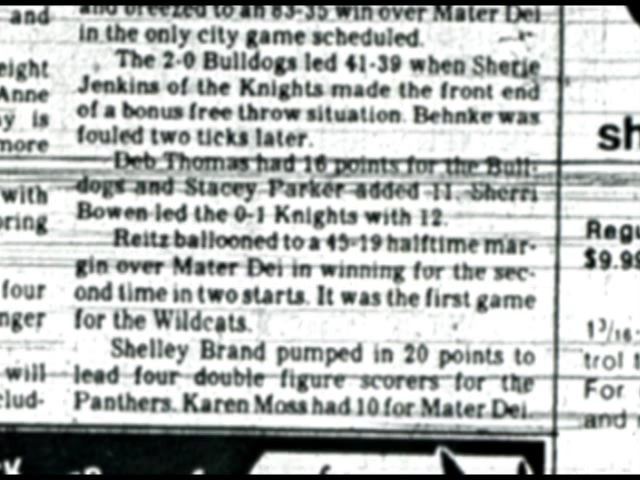 and
eight
Anne
ay is
more
with
oring
four
nger
will
clud-
and breezed to an 83-35 win over Mater Dei
in the only city game scheduled.
The 2-0 Bulldogs led 41-39 when Sherie
Jenkins of the Knights made the front end
of a bonus free throw situation. Behnke was
fouled two ticks later.
Deb Thomas had 16 points for the Bull-
dogs and Stacey Parker added 11. Sherri
Bowen led the 0-1 Knights with 12.
Reitz ballooned to a 45-19 halftime mar-
gin over Mater Dei in winning for the sec-
ond time in two starts. It was the first game
for the Wildcats.
Shelley Brand pumped in 20 points to
lead four double figure scorers for the
Panthers. Karen Moss had 10 for Mater Dei.
sh
Regu
$9.99
1 3/16-
trol t
For
and